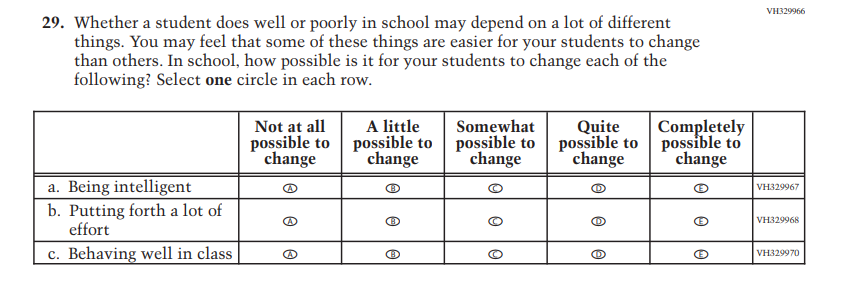 VH329966
29. Whether a student does well or poorly in school may depend on a lot of different
things. You may feel that some of these things are easier for your students to change
than others. In school, how possible is it for your students to change each of the
following? Select one circle in each row.
Not at all possible to change
A little possible to change
Somewhat possible to change
Quite possible to change
Completely possible to change
a. Being intelligent A B C D E VH329967
b. Putting forth a lot of effort A B C D E VH329968
c. Behaving well in class A B C D E VH329970